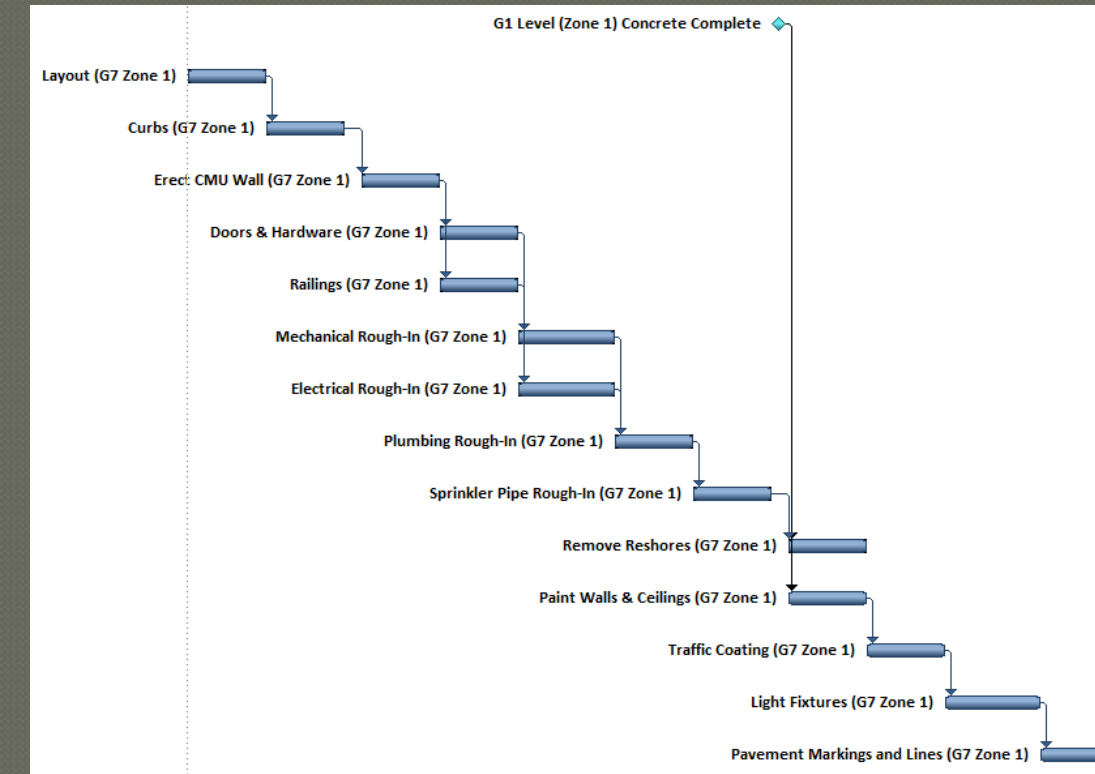 G1 Level (Zone 1) Concrete Complete
Layout (G7 Zone 1)
Curbs (G7 Zone 1)
Erect CMU Wall (G7 Zone 1)
Doors & Hardware (G7 Zone 1)
Railings (G7 Zone 1)
Mechanical Rough-In (G7 Zone 1)
Electrical Rough-In (G7 Zone 1)
Plumbing Rough-In (G7 Zone 1)
Sprinkler Pipe Rough-In (G7 Zone 1)
Remove Reshores (G7 Zone 1)
Paint Walls & Ceilings (G7 Zone 1)
Traffic Coating (G7 Zone 1)
Light Fixtures (G7 Zone 1)
Pavement Markings and Lines (G7 Zone 1)